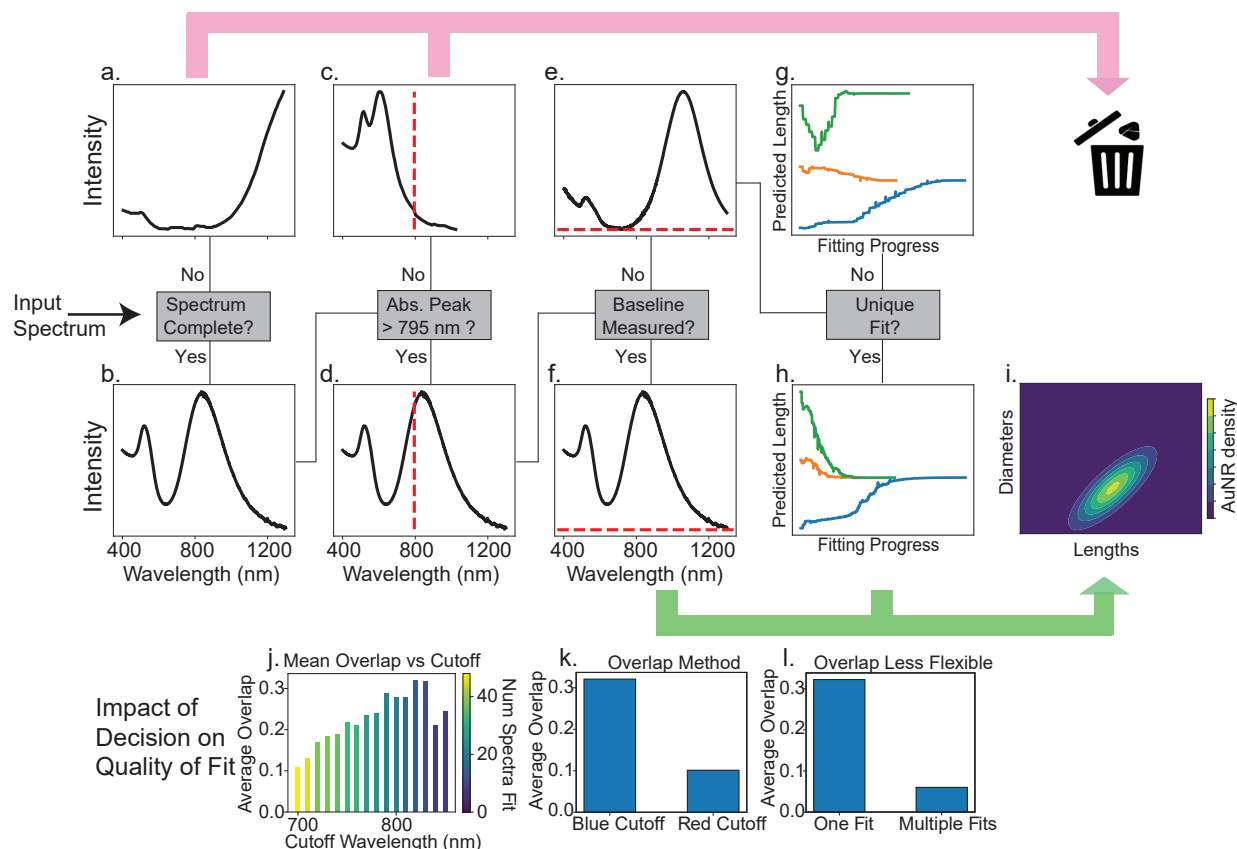 a.
c.
e.
g.
Intensity
Predicted Length
Fitting Progress
No
No
No
No
Input
Spectrum
Spectrum
Complete?
Abs. Peak
> 795 nm ?
Baseline
Measured?
Unique
Fit?
Yes
Yes
Yes
Yes
b.
d.
f.
h.
i.
Intensity
400 800 1200
Wavelength (nm)
400 800 1200
Wavelength (nm)
400 800 1200
Wavelength (nm)
Predicted Length
Fitting Progress
Diameters
Lengths
AuNR density
Impact of
Decision on
Quality of Fit
j. Mean Overlap vs Cutoff
Average Overlap
0.3
0.2
0.1
0.0
700 800
Cutoff Wavelength (nm)
40
20
0
Num Spectra Fit
k. Overlap Method
Average Overlap
0.3
0.2
0.1
0.0
Blue Cutoff Red Cutoff
l. Overlap Less Flexible
Average Overlap
0.3
0.2
0.1
0.0
One Fit Multiple Fits